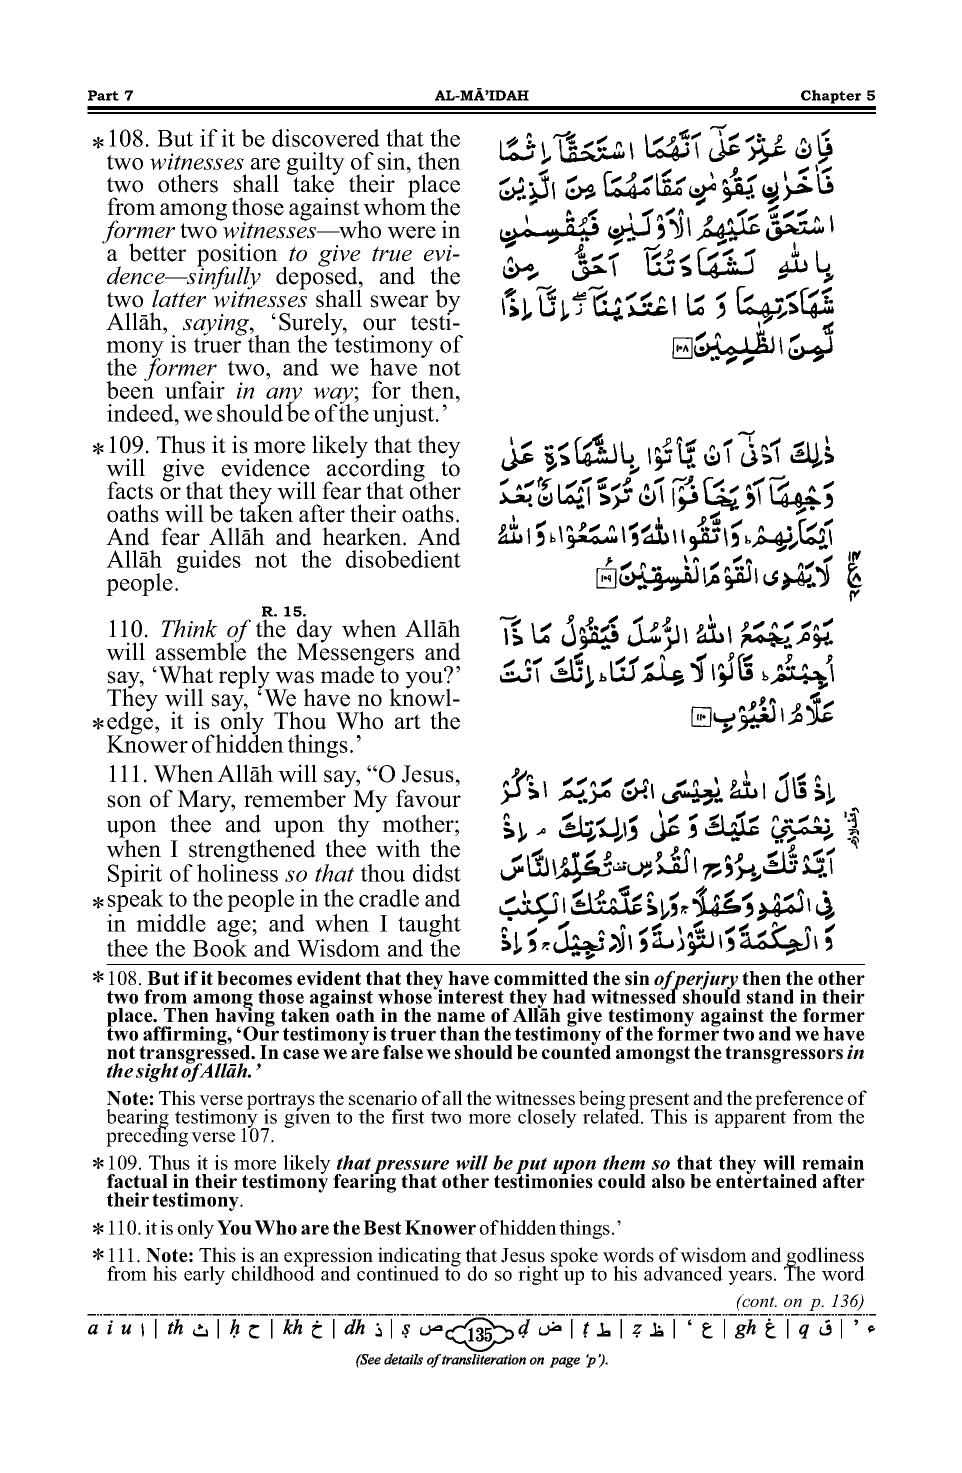 Part 7 AL-MĀ’IDAH Chapter 5
*108. But if it be discovered that the
two witnesses are guilty of sin, then
two others shall take their place
from among those against whom the
former two witnesses—who were in
a better position to give true evi-
dence—sinfully deposed, and the
two latter witnesses shall swear by
Allāh, saying, ‘Surely, our testi-
mony is truer than the testimony of
the former two, and we have not
been unfair in any way; for then,
indeed, we should be of the unjust.’
فَاِنْ عُثِرَ عَلٰۤى اَنَّهُمَا اسْتَحَقَّاۤ اِثْمًا
فَاٰخَرٰنِ يَقُوْمٰنِ مَقَامَهُمَا مِنَ الَّذِيْنَ
اسْتَحَقَّ عَلَيْهِمُ الْاَوْلَيٰنِ فَيُقْسِمٰنِ
بِاللّٰهِ لَشَهَادَتُنَاۤ اَحَقُّ مِنْ
شَهَادَتِهِمَا وَ مَا اعْتَدَيْنَاۤ ۖ اِنَّاۤ اِذًا
لَّمِنَ الظّٰلِمِيْنَ ۱۰۸
*109. Thus it is more likely that they
will give evidence according to
facts or that they will fear that other
oaths will be taken after their oaths.
And fear Allāh and hearken. And
Allāh guides not the disobedient
people.
ذٰلِكَ اَدْنٰۤى اَنْ يَّاْتُوْا بِالشَّهَادَةِ عَلٰى
وَجْهِهَاۤ اَوْ يَخَافُوْۤا اَنْ تُرَدَّ اَيْمَانٌۢ بَعْدَ
اَيْمَانِهِمْ ؕ وَاتَّقُوا اللّٰهَ وَاسْمَعُوْا ؕ وَاللّٰهُ
لَا يَهْدِى الْقَوْمَ الْفٰسِقِيْنَ ۱۰۹
R. 15.
110. Think of the day when Allāh
will assemble the Messengers and
say, ‘What reply was made to you?’
They will say, ‘We have no knowl-
*edge, it is only Thou Who art the
Knower of hidden things.’
يَوْمَ يَجْمَعُ اللّٰهُ الرُّسُلَ فَيَقُوْلُ مَا ذَاۤ
اُجِبْتُمْ ؕ قَالُوْا لَا عِلْمَ لَنَا ؕ اِنَّكَ اَنْتَ
عَلَّامُ الْغُيُوْبِ ۱۱۰
111. When Allāh will say, “O Jesus,
son of Mary, remember My favour
upon thee and upon thy mother;
when I strengthened thee with the
Spirit of holiness so that thou didst
*speak to the people in the cradle and
in middle age; and when I taught
thee the Book and Wisdom and the
اِذْ قَالَ اللّٰهُ يٰعِيْسَى ابْنَ مَرْيَمَ اذْكُرْ
نِعْمَتِيْ عَلَيْكَ وَ عَلٰى وَالِدَتِكَ ۘ اِذْ
اَيَّدْتُّكَ بِرُوْحِ الْقُدُسِ تُكَلِّمُ النَّاسَ
فِى الْمَهْدِ وَكَهْلًا ۚ وَاِذْ عَلَّمْتُكَ الْكِتٰبَ
وَالْحِكْمَةَ وَالتَّوْرٰىةَ وَالْاِنْجِيْلَ ۚ وَاِذْ
*108. But if it becomes evident that they have committed the sin of perjury then the other
two from among those against whose interest they had witnessed should stand in their
place. Then having taken oath in the name of Allāh give testimony against the former
two affirming, ‘Our testimony is truer than the testimony of the former two and we have
not transgressed. In case we are false we should be counted amongst the transgressors in
the sight of Allāh.’
Note: This verse portrays the scenario of all the witnesses being present and the preference of
bearing testimony is given to the first two more closely related. This is apparent from the
preceding verse 107.
*109. Thus it is more likely that pressure will be put upon them so that they will remain
factual in their testimony fearing that other testimonies could also be entertained after
their testimony.
*110. it is only You Who are the Best Knower of hidden things.’
*111. Note: This is an expression indicating that Jesus spoke words of wisdom and godliness
from his early childhood and continued to do so right up to his advanced years. The word
(cont. on p. 136)
a i u ا | th ث | ḥ ح | kh خ | dh ذ | ṣ ص 135 ḍ ض | ṭ ط | ẓ ظ | ‘ ع | gh غ | q ق | ’ ء
(See details of transliteration on page ‘p’).